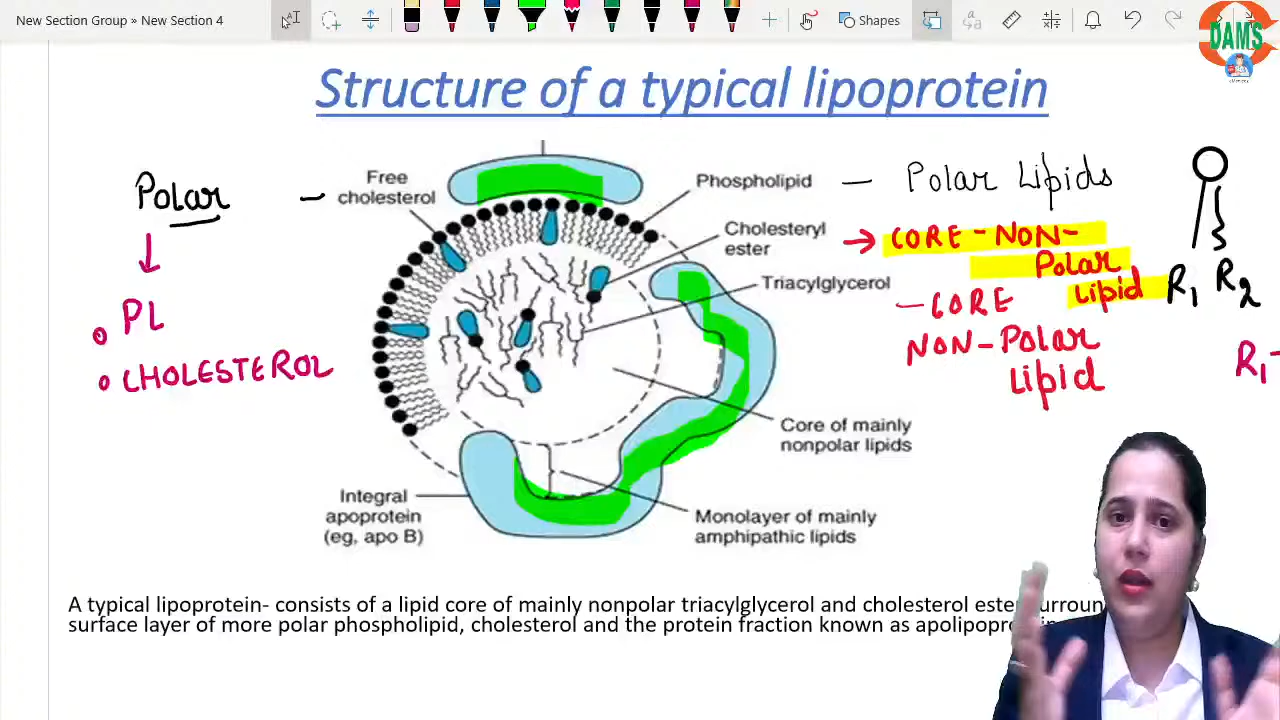 New Section Group » New Section 4
Shapes
DAMS
Structure of a typical lipoprotein
Polar
PL
CHOLESTEROL
Free
cholesterol
Phospholipid
Cholesteryl
ester
Triacylglycerol
Core of mainly
nonpolar lipids
Monolayer of mainly
amphipathic lipids
Integral
apoprotein
(eg, apo B)
— Polar Lipids
→ CORE - NON-
Polar
Lipid
— CORE
NON-Polar
Lipid
R1 R2
R1-
A typical lipoprotein- consists of a lipid core of mainly nonpolar triacylglycerol and cholesterol ester
surface layer of more polar phospholipid, cholesterol and the protein fraction known as